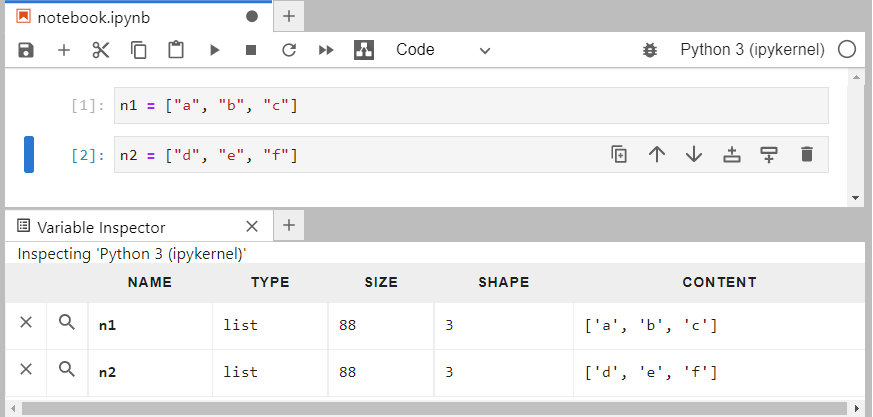 notebook.ipynb
Code Python 3 (ipykernel)
[1]: n1 = ["a", "b", "c"]
[2]: n2 = ["d", "e", "f"]
Variable Inspector
Inspecting 'Python 3 (ipykernel)'
NAME TYPE SIZE SHAPE CONTENT
n1 list 88 3 ['a', 'b', 'c']
n2 list 88 3 ['d', 'e', 'f']